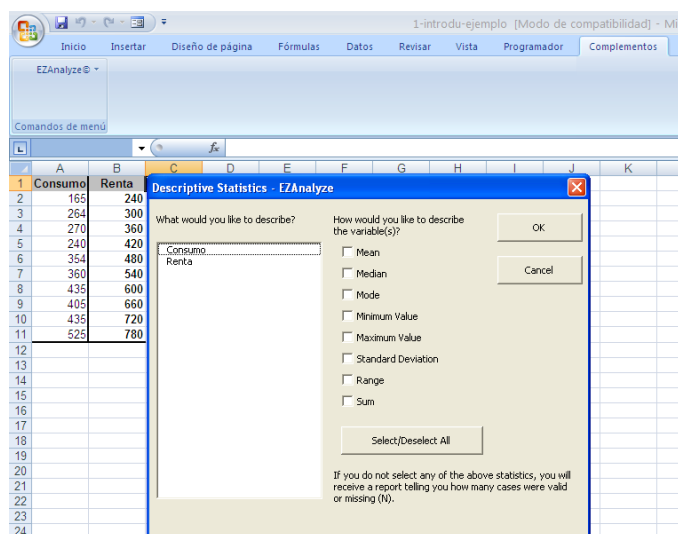 1-introdu-ejemplo [Modo de compatibilidad] - Mi
Inicio Insertar Diseño de página Fórmulas Datos Revisar Vista Programador Complementos
EZAnalyze©
Comandos de menú
L fx
A B C D E F G H I J K
1 Consumo Renta
2 165 240
3 264 300
4 270 360
5 240 420
6 354 480
7 360 540
8 435 600
9 405 660
10 435 720
11 525 780
12
13
14
15
16
17
18
19
20
21
22
23
24
Descriptive Statistics - EZAnalyze
What would you like to describe?
Consumo
Renta
How would you like to describe
the variable(s)?
Mean
Median
Mode
Minimum Value
Maximum Value
Standard Deviation
Range
Sum
OK
Cancel
Select/Deselect All
If you do not select any of the above statistics, you will
receive a report telling you how many cases were valid
or missing (N).